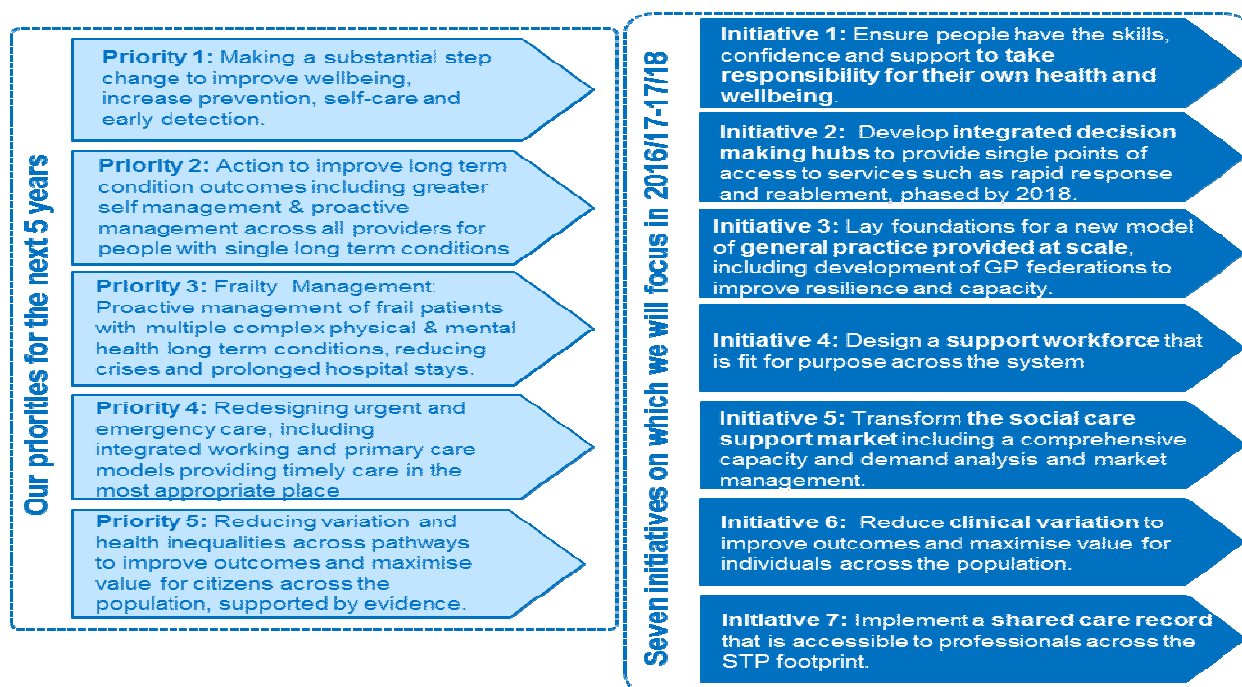 Our priorities for the next 5 years
Priority 1: Making a substantial step
change to improve wellbeing,
increase prevention, self-care and
early detection.
Priority 2: Action to improve long term
condition outcomes including greater
self management & proactive
management across all providers for
people with single long term conditions
Priority 3: Frailty Management:
Proactive management of frail patients
with multiple complex physical & mental
health long term conditions, reducing
crises and prolonged hospital stays.
Priority 4: Redesigning urgent and
emergency care, including
integrated working and primary care
models providing timely care in the
most appropriate place
Priority 5: Reducing variation and
health inequalities across pathways
to improve outcomes and maximise
value for citizens across the
population, supported by evidence.
Seven initiatives on which we will focus in 2016/17-17/18
Initiative 1: Ensure people have the skills,
confidence and support to take
responsibility for their own health and
wellbeing.
Initiative 2: Develop integrated decision
making hubs to provide single points of
access to services such as rapid response
and reablement, phased by 2018.
Initiative 3: Lay foundations for a new model
of general practice provided at scale,
including development of GP federations to
improve resilience and capacity.
Initiative 4: Design a support workforce that
is fit for purpose across the system
Initiative 5: Transform the social care
support market including a comprehensive
capacity and demand analysis and market
management.
Initiative 6: Reduce clinical variation to
improve outcomes and maximise value for
individuals across the population.
Initiative 7: Implement a shared care record
that is accessible to professionals across the
STP footprint.